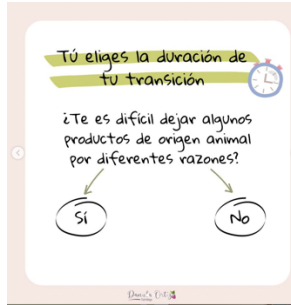 Tú eliges la duración de
tu transición
¿Te es difícil dejar algunos
productos de origen animal
por diferentes razones?
Sí
No